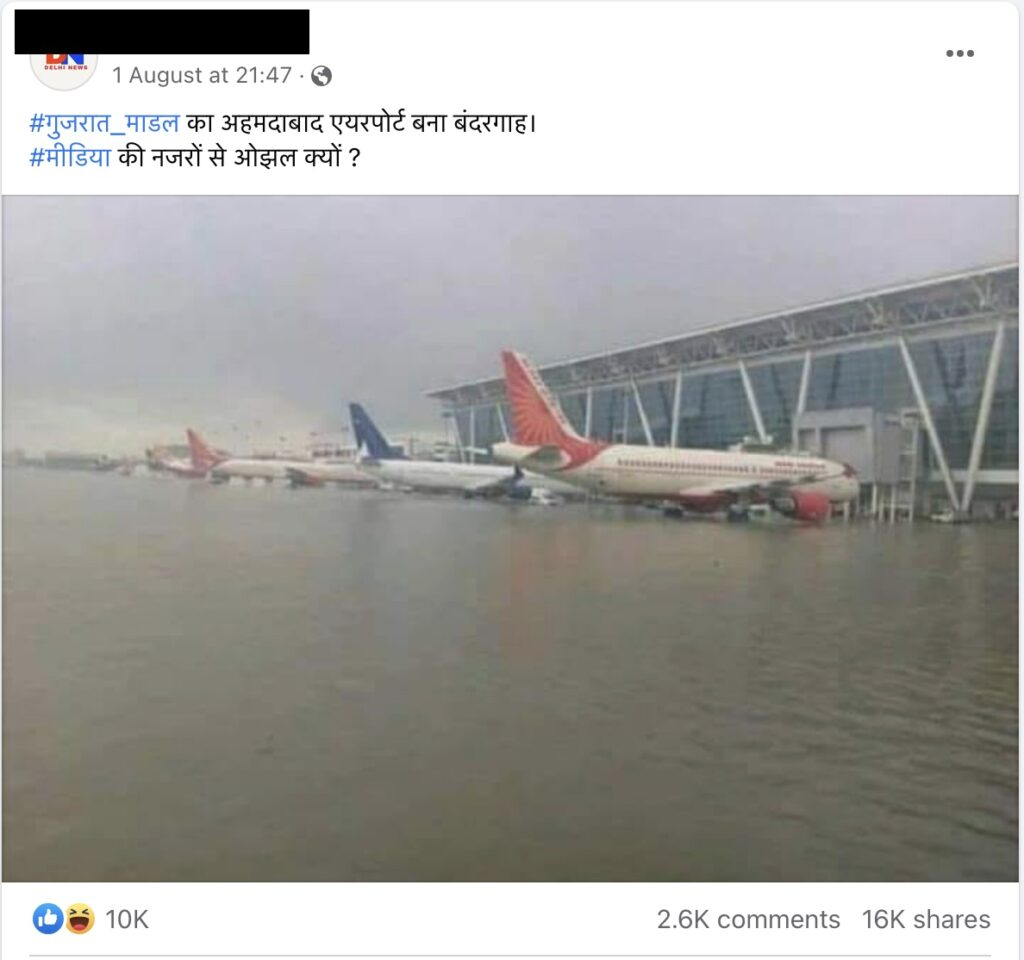 DELHI NEWS
1 August at 21:47 ·
#गुजरात_माडल का अहमदाबाद एयरपोर्ट बना बंदरगाह।
#मीडिया की नजरों से ओझल क्यों ?
10K 2.6K comments 16K shares